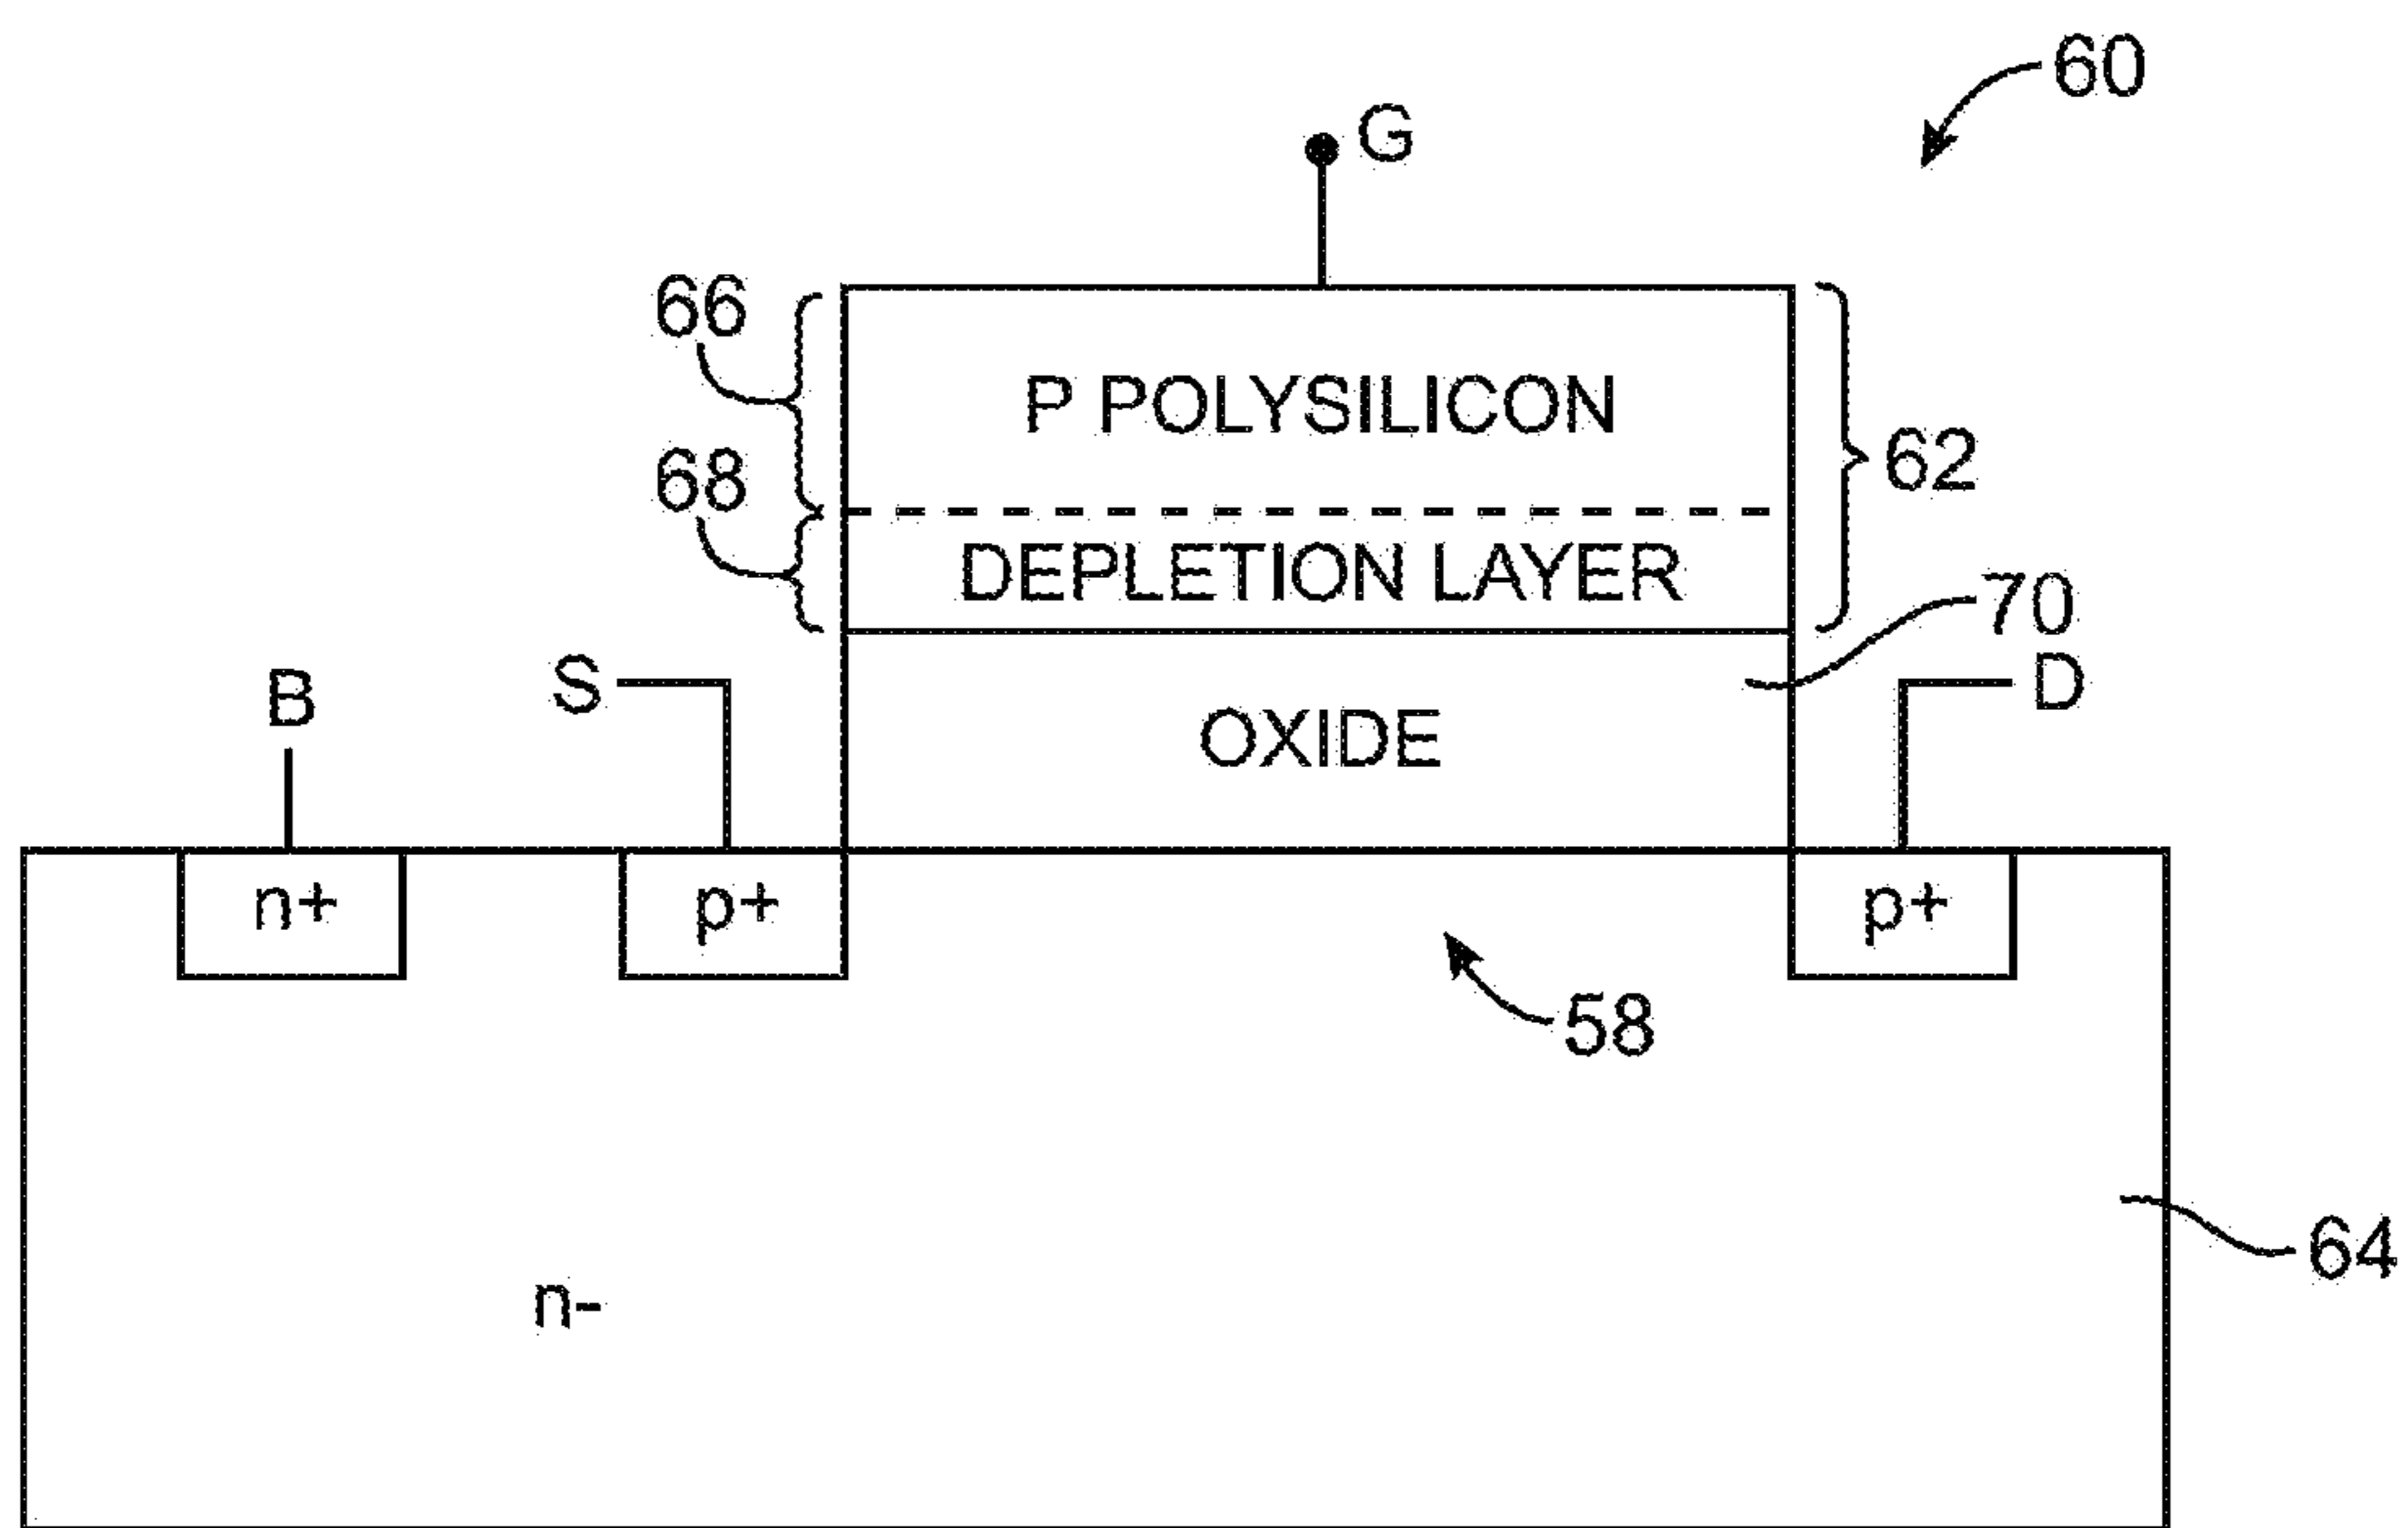 60
G
66
P POLYSILICON
62
68
DEPLETION LAYER
70
B
S
D
OXIDE
n+
p+
p+
58
64
n-